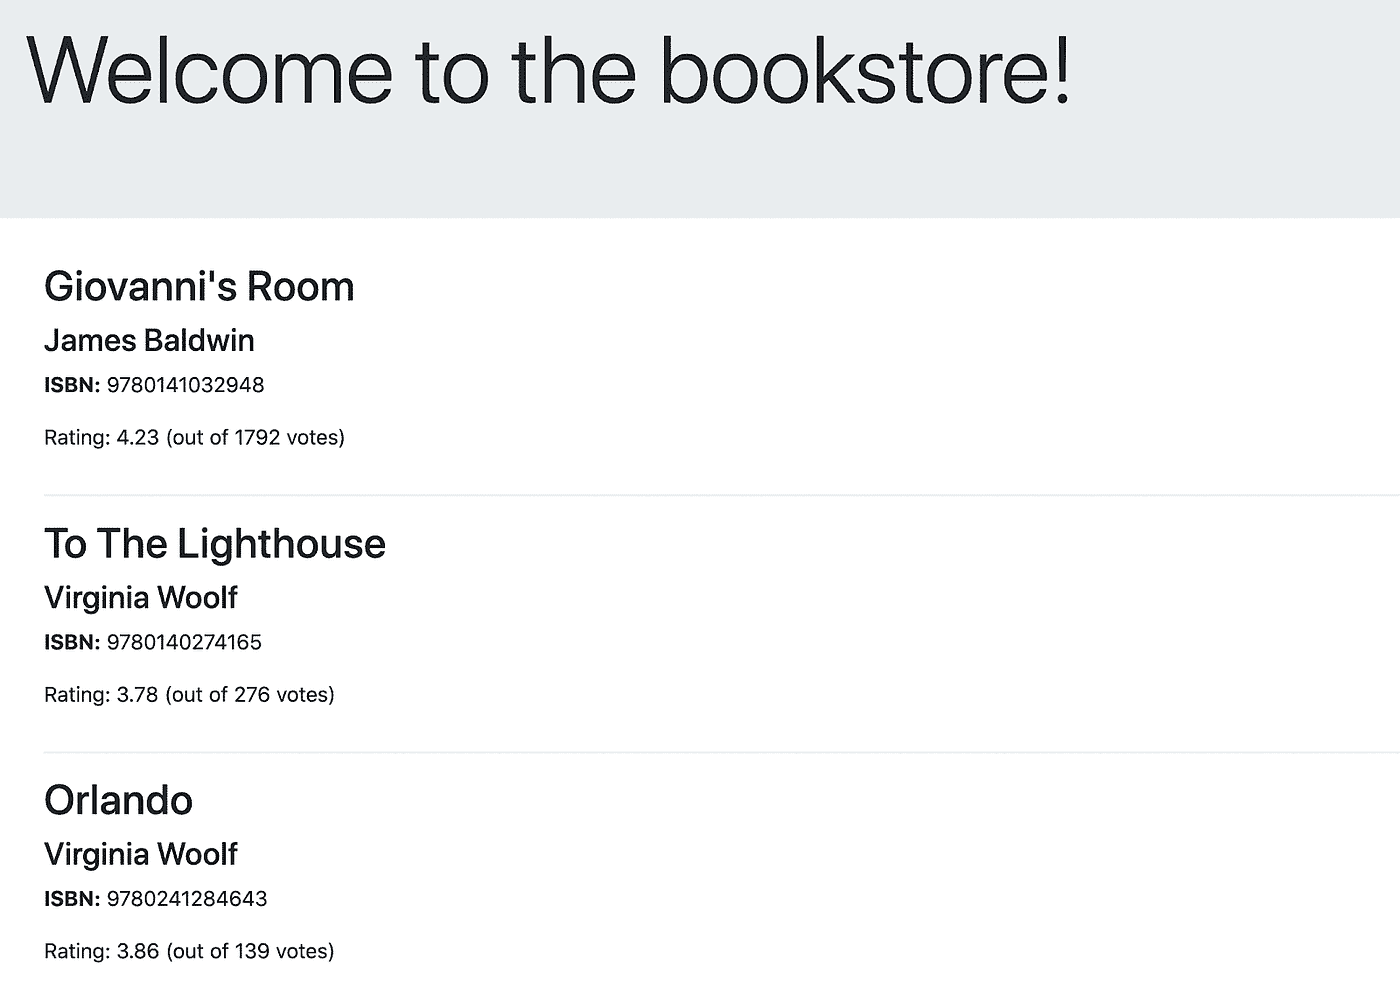 Welcome to the bookstore!
Giovanni's Room
James Baldwin
ISBN: 9780141032948
Rating: 4.23 (out of 1792 votes)
To The Lighthouse
Virginia Woolf
ISBN: 9780140274165
Rating: 3.78 (out of 276 votes)
Orlando
Virginia Woolf
ISBN: 9780241284643
Rating: 3.86 (out of 139 votes)